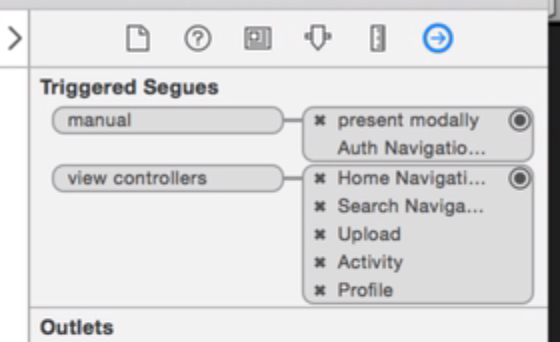 Triggered Segues
manual
present modally
Auth Navigatio...
view controllers
Home Navigati...
Search Naviga...
Upload
Activity
Profile
Outlets